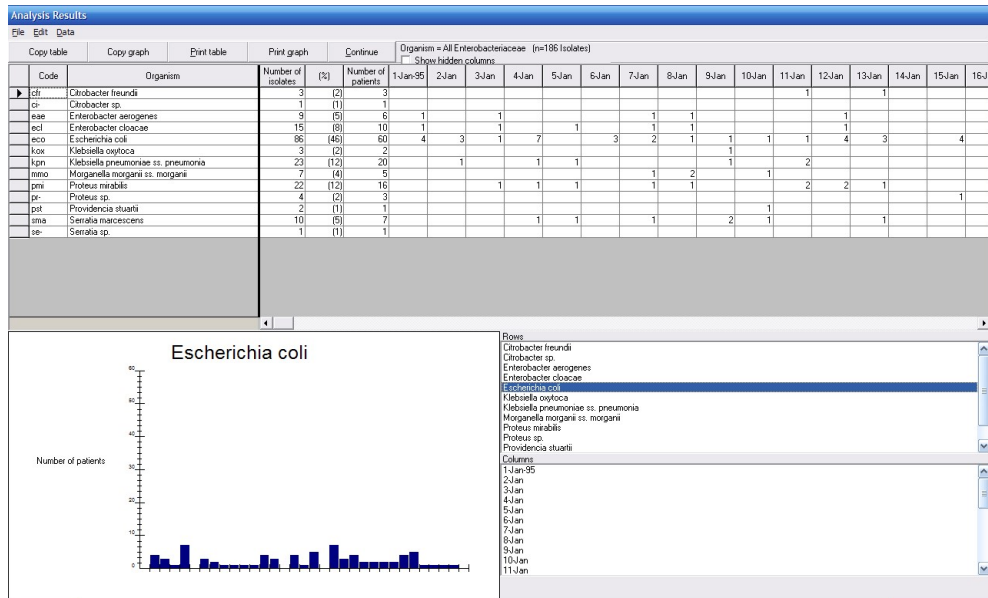 Analysis Results
File Edit Data
Copy table Copy graph Print table Print graph Continue Organism = All Enterobacteriaceae (n=186 Isolates)
Show hidden columns
Code Organism Number of isolates (%) Number of patients 1-Jan-95 2-Jan 3-Jan 4-Jan 5-Jan 6-Jan 7-Jan 8-Jan 9-Jan 10-Jan 11-Jan 12-Jan 13-Jan 14-Jan 15-Jan 16-J
cfr Citrobacter freundii 3 (2) 3 1 1
ci- Citrobacter sp. 1 (1) 1
eae Enterobacter aerogenes 9 (5) 6 1 1 1 1 1
ecl Enterobacter cloacae 15 (8) 10 1 1 1 1 1 1
eco Escherichia coli 86 (46) 60 4 3 1 7 3 2 1 1 1 1 4 3 4
kox Klebsiella oxytoca 3 (2) 2 1
kpn Klebsiella pneumoniae ss. pneumonia 23 (12) 20 1 1 1 1 2
mmo Morganella morganii ss. morganii 7 (4) 5 1 2 1
pmi Proteus mirabilis 22 (12) 16 1 1 1 1 1 2 2 1
pr- Proteus sp. 4 (2) 3 1
pst Providencia stuartii 2 (1) 1 1
sma Serratia marcescens 10 (5) 7 1 1 1 2 1 1
se- Serratia sp. 1 (1) 1
Escherichia coli
60
50
40
Number of patients
30
20
10
0
Rows
Citrobacter freundii
Citrobacter sp.
Enterobacter aerogenes
Enterobacter cloacae
Escherichia coli
Klebsiella oxytoca
Klebsiella pneumoniae ss. pneumonia
Morganella morganii ss. morganii
Proteus mirabilis
Proteus sp.
Providencia stuartii
Columns
1-Jan-95
2-Jan
3-Jan
4-Jan
5-Jan
6-Jan
7-Jan
8-Jan
9-Jan
10-Jan
11-Jan